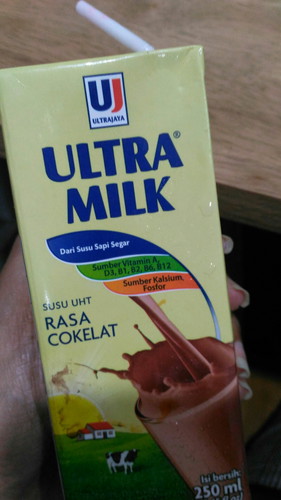 UJ
ULTRAJAYA
ULTRA®
MILK
Dari Susu Sapi Segar
Sumber Vitamin A,
D3, B1, B2, B6, B12
Sumber Kalsium,
Fosfor
SUSU UHT
RASA
COKELAT
Isi bersih:
250 ml